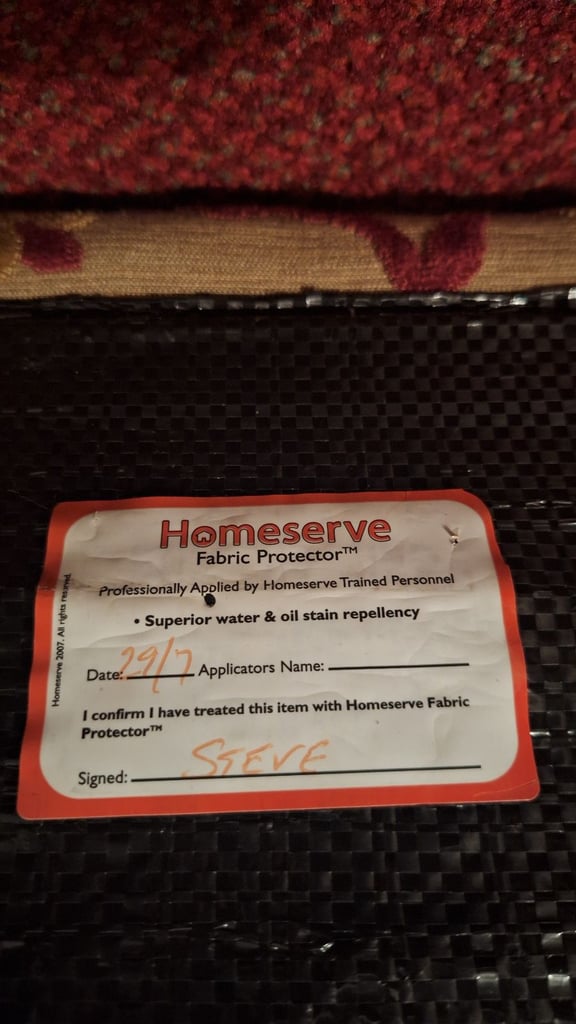 Homeserve
Fabric Protector™
Professionally Applied by Homeserve Trained Personnel
• Superior water & oil stain repellency
Date: 29/7 Applicators Name:
I confirm I have treated this item with Homeserve Fabric
Protector™
Signed: STEVE
Homeserve 2007. All rights reserved.